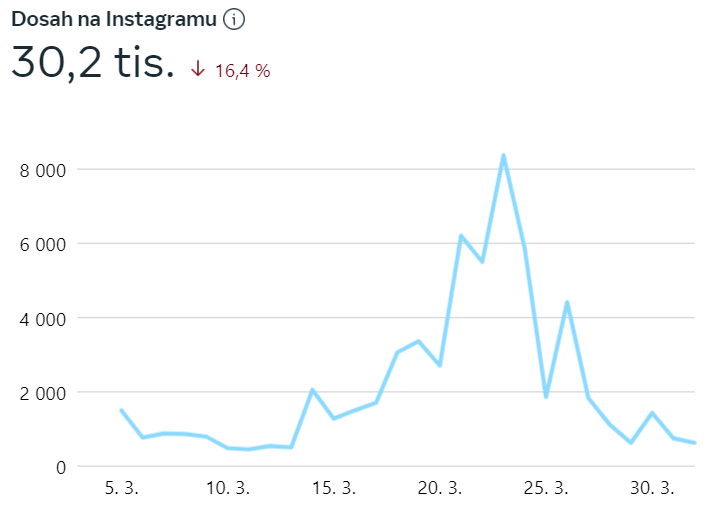 Dosah na Instagramu
30,2 tis. ↓ 16,4 %
8 000
6 000
4 000
2 000
0
5. 3. 10. 3. 15. 3. 20. 3. 25. 3. 30. 3.